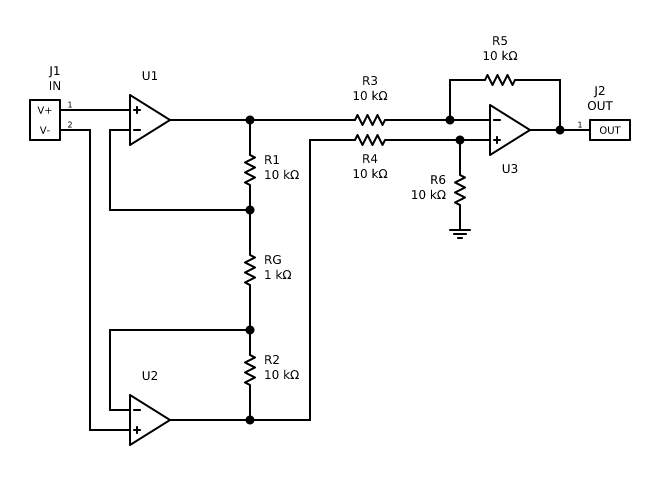 J1
IN
V+
V-
1
2
U1
+
−
R1
10 kΩ
RG
1 kΩ
R2
10 kΩ
U2
−
+
R3
10 kΩ
R4
10 kΩ
R5
10 kΩ
−
+
U3
R6
10 kΩ
J2
OUT
1
OUT